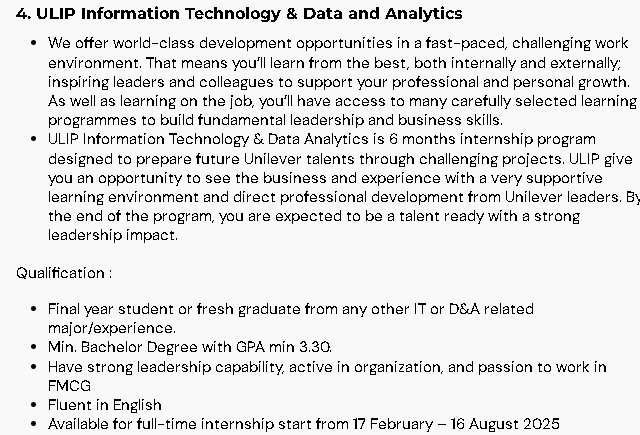 4. ULIP Information Technology & Data and Analytics
• We offer world-class development opportunities in a fast-paced, challenging work
environment. That means you'll learn from the best, both internally and externally;
inspiring leaders and colleagues to support your professional and personal growth.
As well as learning on the job, you'll have access to many carefully selected learning
programmes to build fundamental leadership and business skills.
• ULIP Information Technology & Data Analytics is 6 months internship program
designed to prepare future Unilever talents through challenging projects. ULIP give
you an opportunity to see the business and experience with a very supportive
learning environment and direct professional development from Unilever leaders. By
the end of the program, you are expected to be a talent ready with a strong
leadership impact.
Qualification :
• Final year student or fresh graduate from any other IT or D&A related
major/experience.
• Min. Bachelor Degree with GPA min 3.30.
• Have strong leadership capability, active in organization, and passion to work in
FMCG
• Fluent in English
• Available for full-time internship start from 17 February – 16 August 2025